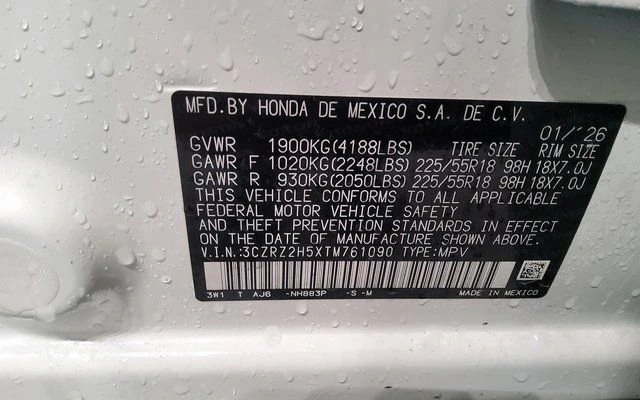 MFD. BY HONDA DE MEXICO S.A. DE C.V.
01/'26
GVWR 1900KG(4188LBS) TIRE SIZE RIM SIZE
GAWR F 1020KG(2248LBS) 225/55R18 98H 18X7.0J
GAWR R 930KG(2050LBS) 225/55R18 98H 18X7.0J
THIS VEHICLE CONFORMS TO ALL APPLICABLE
FEDERAL MOTOR VEHICLE SAFETY
AND THEFT PREVENTION STANDARDS IN EFFECT
ON THE DATE OF MANUFACTURE SHOWN ABOVE.
V.I.N.:3CZRZ2H5XTM761090 TYPE:MPV
3W1 T AJ6 -NH883P -S -M MADE IN MEXICO